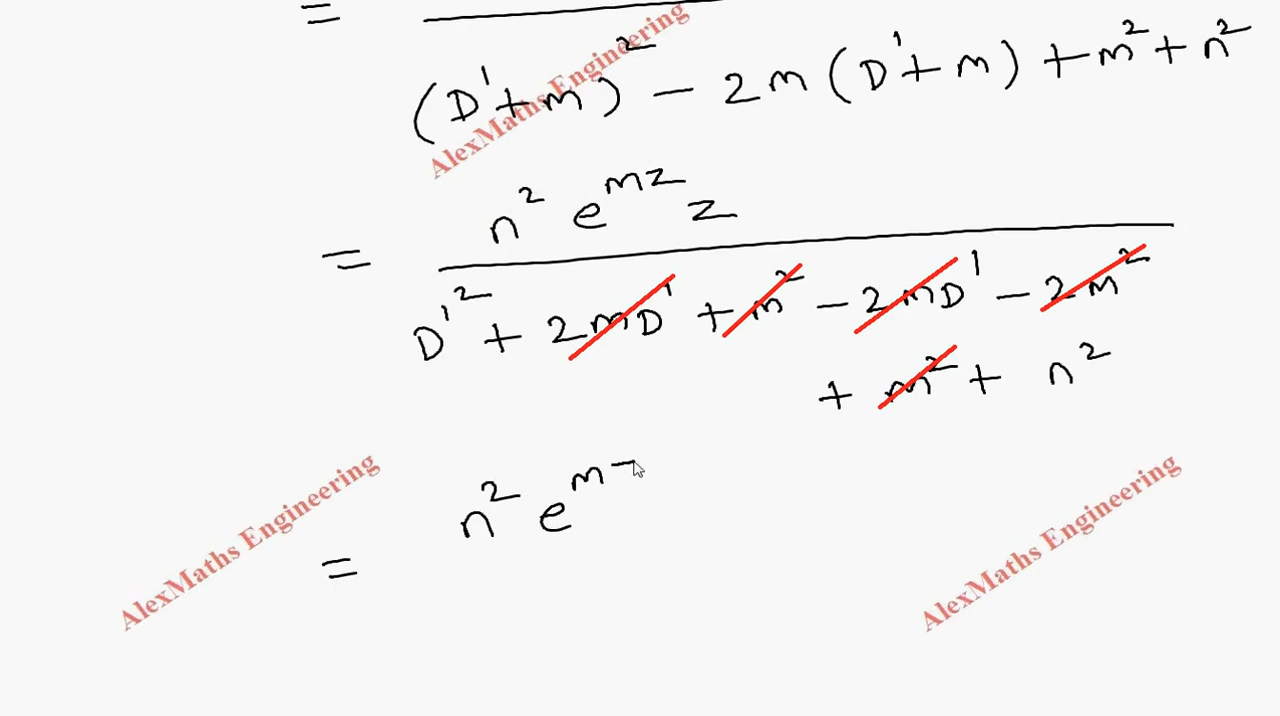 =
(D' + m)² - 2m (D' + m) + m² + n²
AlexMaths Engineering
n² e^{mz} z
=
D'² + 2mD' + m² - 2mD' - 2m²
+ m² + n²
n² e^m
=
AlexMaths Engineering
AlexMaths Engineering